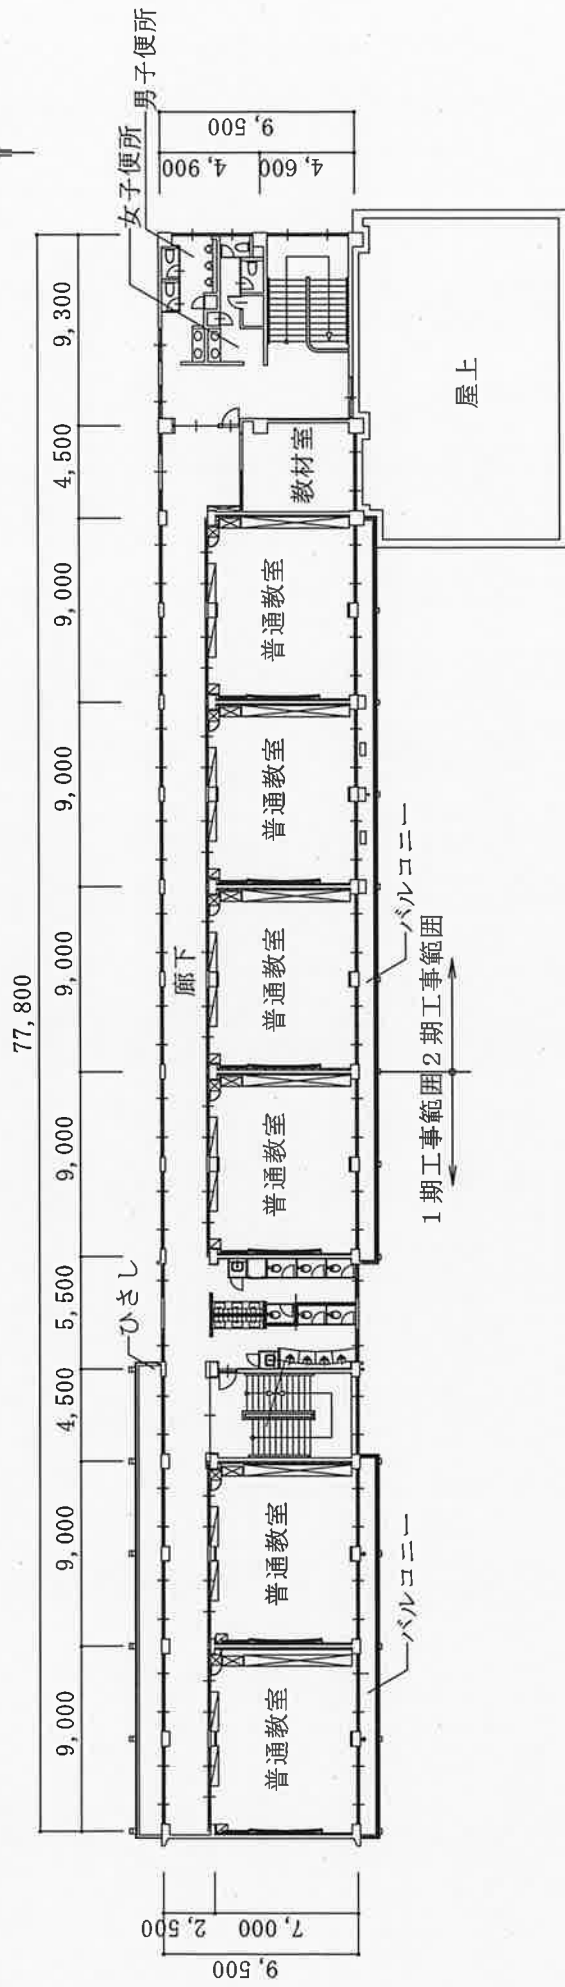 77,800
9,000
9,000
4,500
5,500
9,000
9,000
9,000
9,000
4,500
9,300
ひさし
女子便所
男子便所
廊下
普通教室
普通教室
普通教室
普通教室
普通教室
普通教室
教材室
屋上
バルコニー
バルコニー
1期工事範囲
2期工事範囲
2,500
7,000
9,500
4,900
4,600
9,500